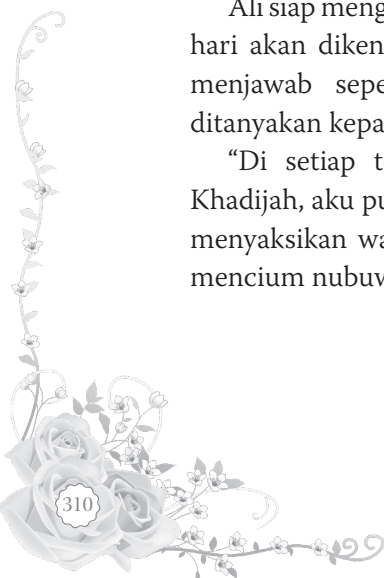 Ali siap meng
hari akan diken
menjawab sepe
ditanyakan kepa
“Di setiap te
Khadijah, aku pu
menyaksikan wa
mencium nubuw
310